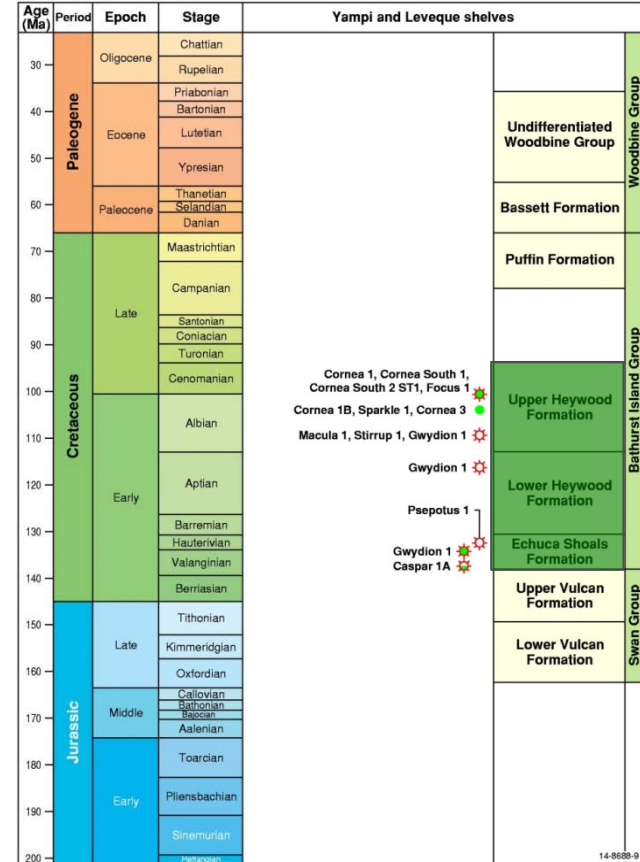 Age
(Ma)
Period
Epoch
Stage
Yampi and Leveque shelves
30
40
50
60
70
80
90
100
110
120
130
140
150
160
170
180
190
200
Paleogene
Cretaceous
Jurassic
Oligocene
Eocene
Paleocene
Late
Early
Late
Middle
Early
Chattian
Rupelian
Priabonian
Bartonian
Lutetian
Ypresian
Thanetian
Selandian
Danian
Maastrichtian
Campanian
Santonian
Coniacian
Turonian
Cenomanian
Albian
Aptian
Barremian
Hauterivian
Valanginian
Berriasian
Tithonian
Kimmeridgian
Oxfordian
Callovian
Bathonian
Bajocian
Aalenian
Toarcian
Pliensbachian
Sinemurian
Hettangian
Cornea 1, Cornea South 1,
Cornea South 2 ST1, Focus 1
Cornea 1B, Sparkle 1, Cornea 3
Macula 1, Stirrup 1, Gwydion 1
Gwydion 1
Psepotus 1
Gwydion 1
Caspar 1A
Undifferentiated
Woodbine Group
Bassett Formation
Puffin Formation
Upper Heywood
Formation
Lower Heywood
Formation
Echuca Shoals
Formation
Upper Vulcan
Formation
Lower Vulcan
Formation
Woodbine Group
Bathurst Island Group
Swan Group
14-8688-9